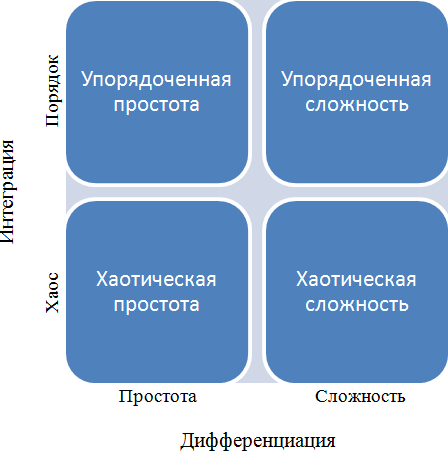 Интеграция
Порядок
Упорядоченная
простота
Упорядоченная
сложность
Хаос
Хаотическая
простота
Хаотическая
сложность
Простота
Сложность
Дифференциация